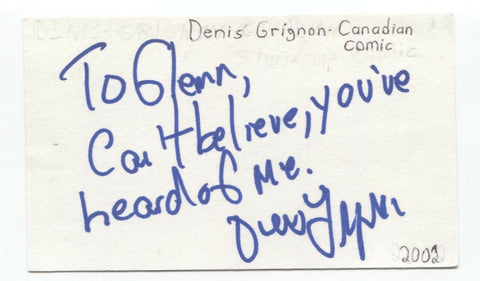 Denis Grignon-Canadian
comic
To Glenn,
Can't believe, you've
heard of me.
2002